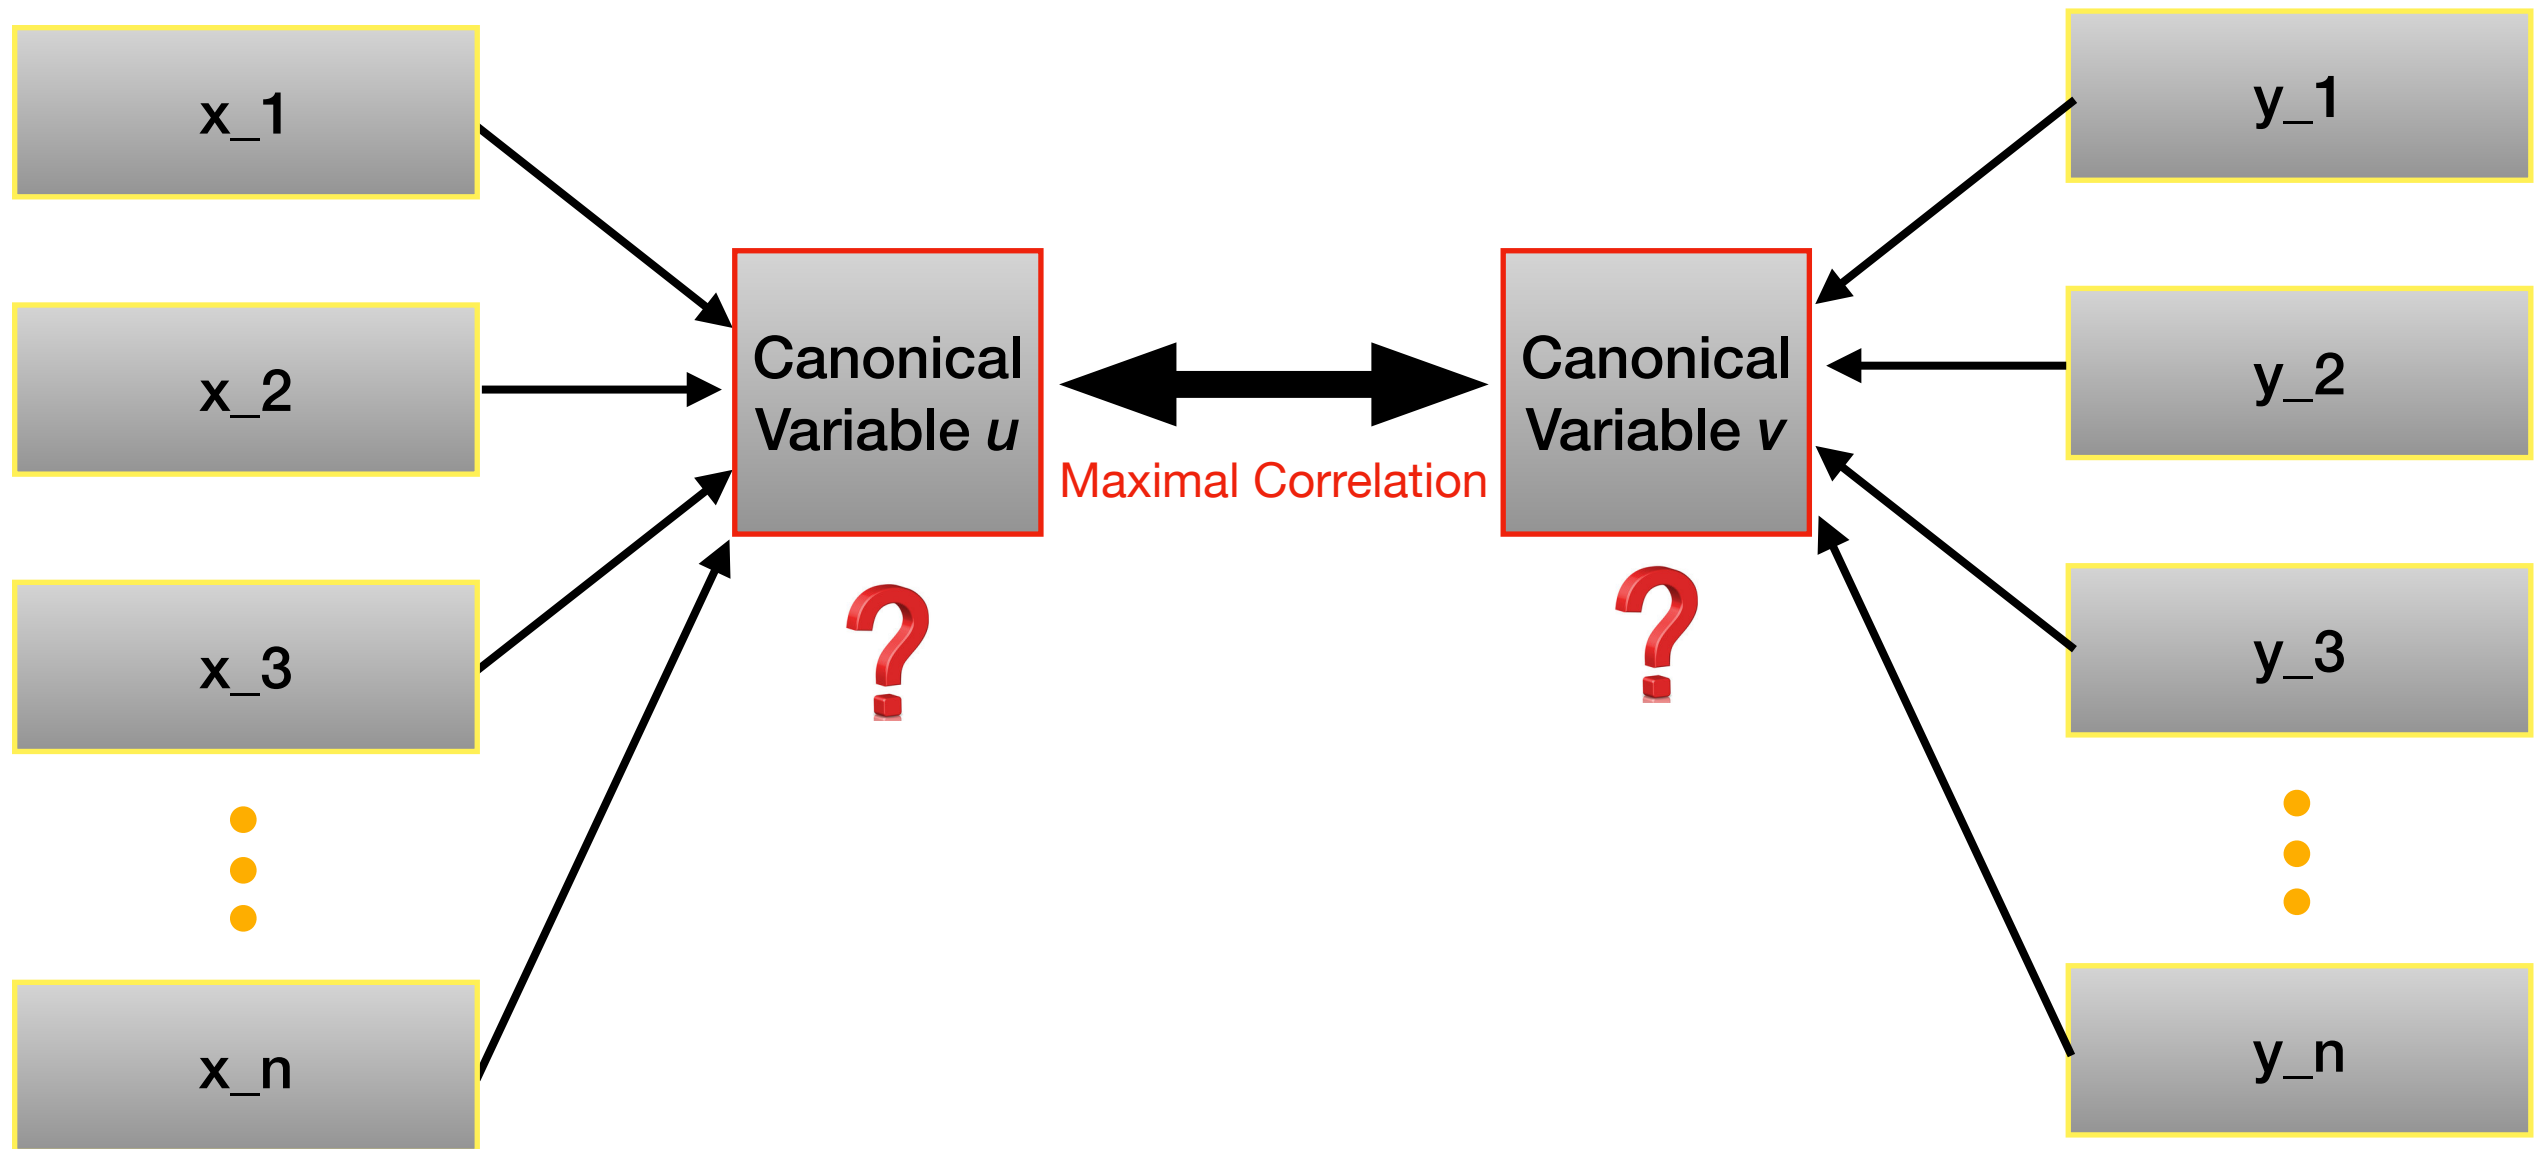 x_1
x_2
x_3
x_n
Canonical
Variable u
Maximal Correlation
Canonical
Variable v
y_1
y_2
y_3
y_n